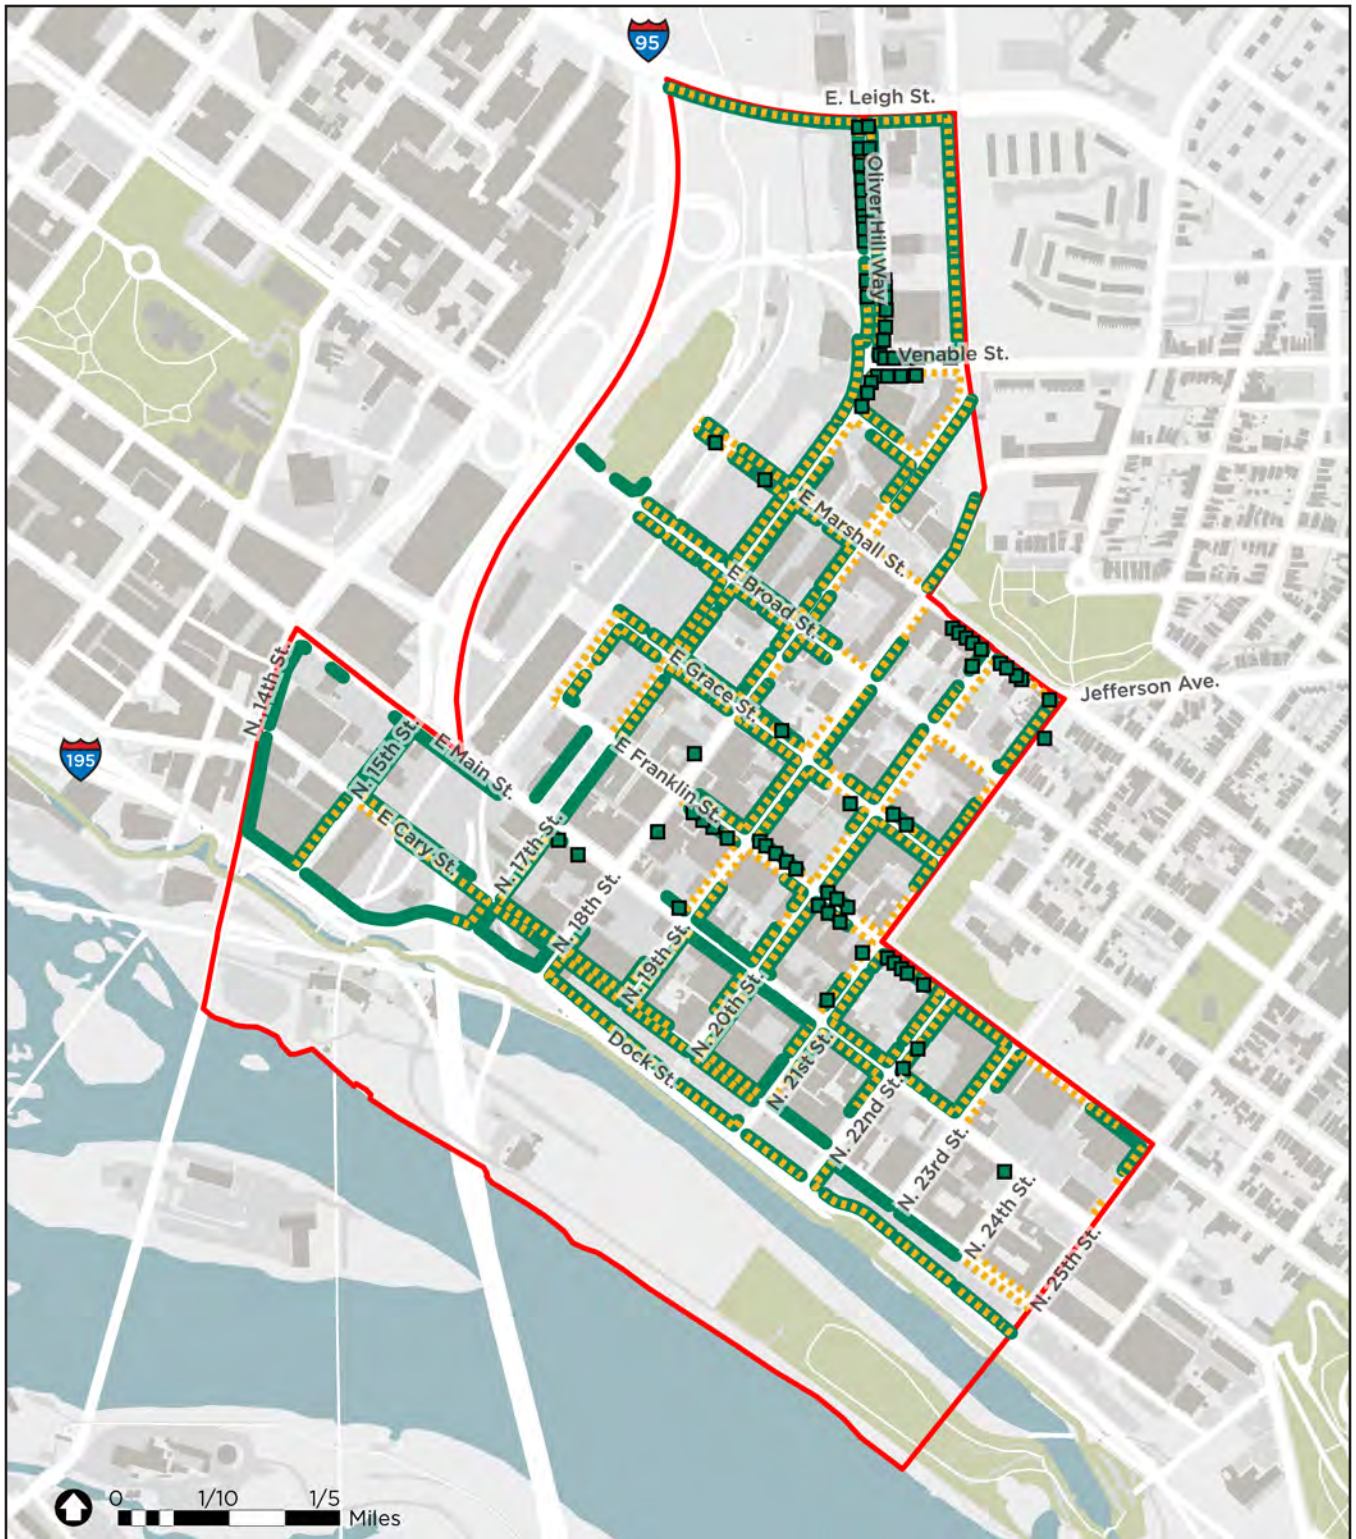 95
E. Leigh St.
Oliver Hill Way
Venable St.
E Marshall St.
E Broad St.
E Grace St.
Jefferson Ave.
N. 14th St.
195
N. 15th St.
E Main St.
E Franklin St.
E Cary St.
N. 17th St.
N. 18th St.
N. 19th St.
N. 20th St.
Dock St.
N. 21st St.
N. 22nd St.
N. 23rd St.
N. 24th St.
N. 25th St.
0 1/10 1/5
Miles